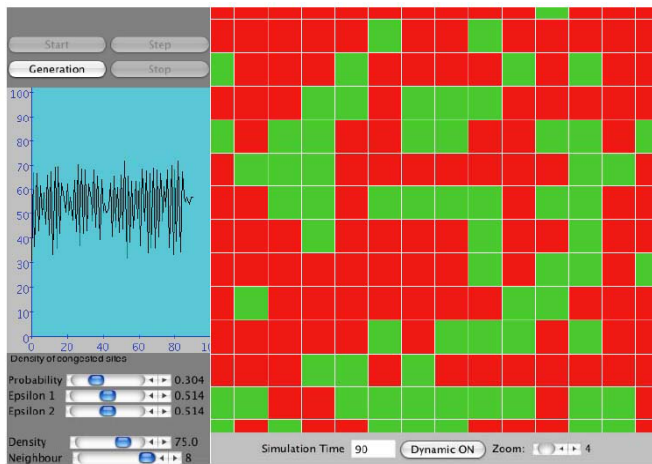 Start Step
Generation Stop
100
90
80
70
60
50
40
30
20
10
0
0 20 40 60 80 10
Density of congested sites
Probability 0.304
Epsilon 1 0.514
Epsilon 2 0.514
Density 75.0
Neighbour 8
Simulation Time 90 Dynamic ON Zoom: 4